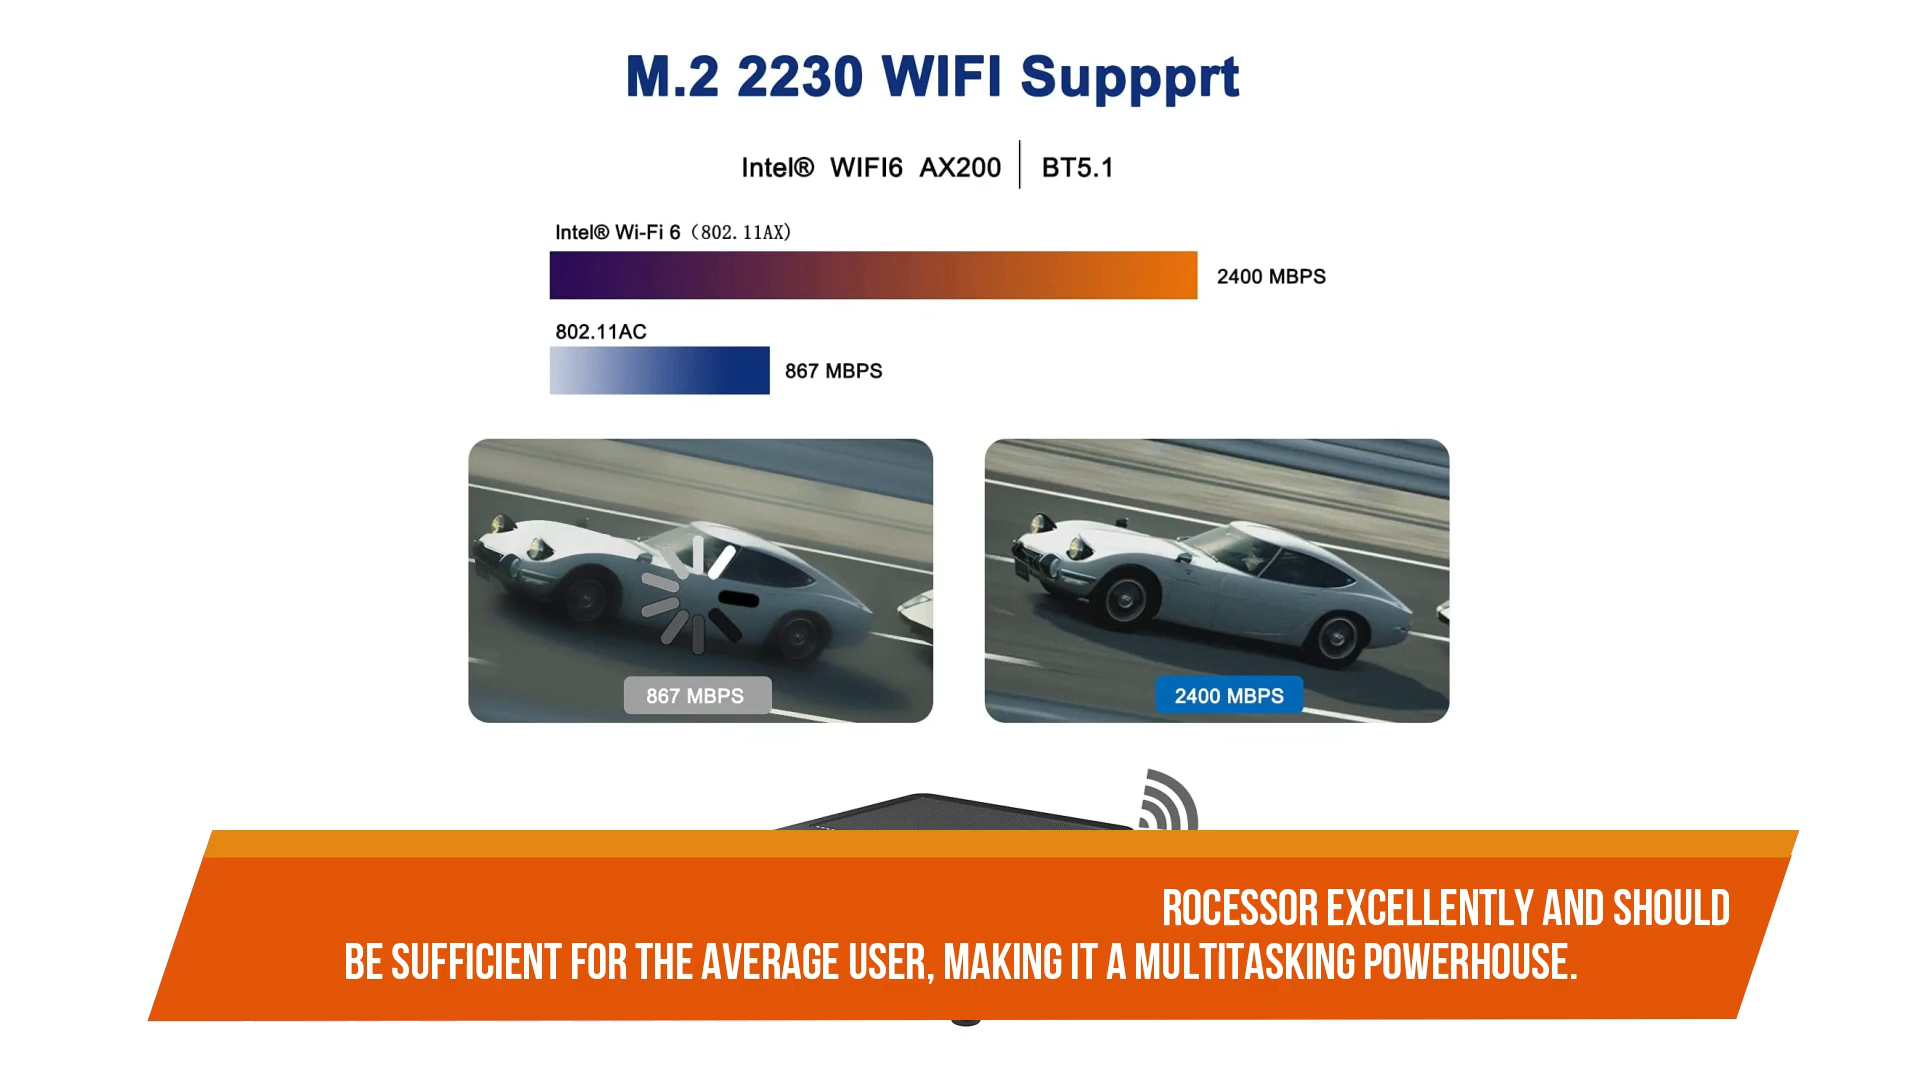 M.2 2230 WIFI Suppprt
Intel® WIFI6 AX200 | BT5.1
Intel® Wi-Fi 6（802.11AX)
2400 MBPS
802.11AC
867 MBPS
867 MBPS
2400 MBPS
ROCESSOR EXCELLENTLY AND SHOULD
BE SUFFICIENT FOR THE AVERAGE USER, MAKING IT A MULTITASKING POWERHOUSE.